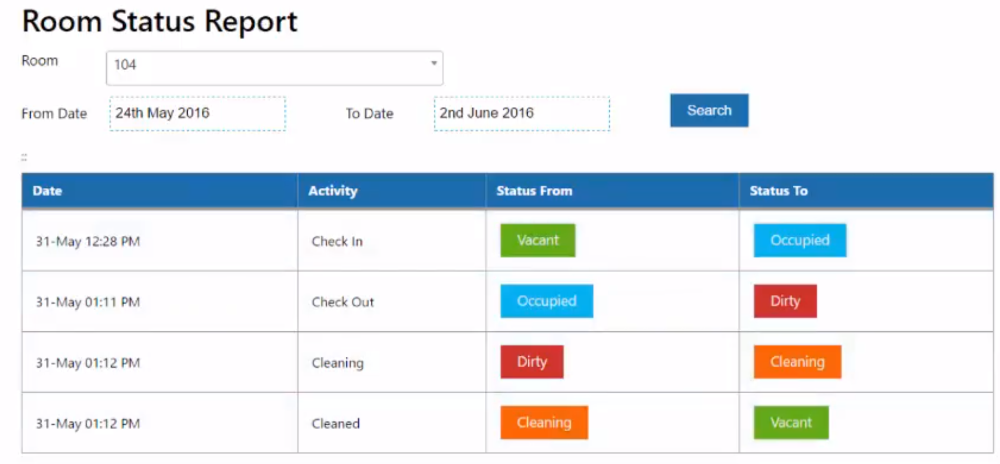 Room Status Report
Room 104
From Date 24th May 2016 To Date 2nd June 2016 Search
::
Date Activity Status From Status To
31-May 12:28 PM Check In Vacant Occupied
31-May 01:11 PM Check Out Occupied Dirty
31-May 01:12 PM Cleaning Dirty Cleaning
31-May 01:12 PM Cleaned Cleaning Vacant